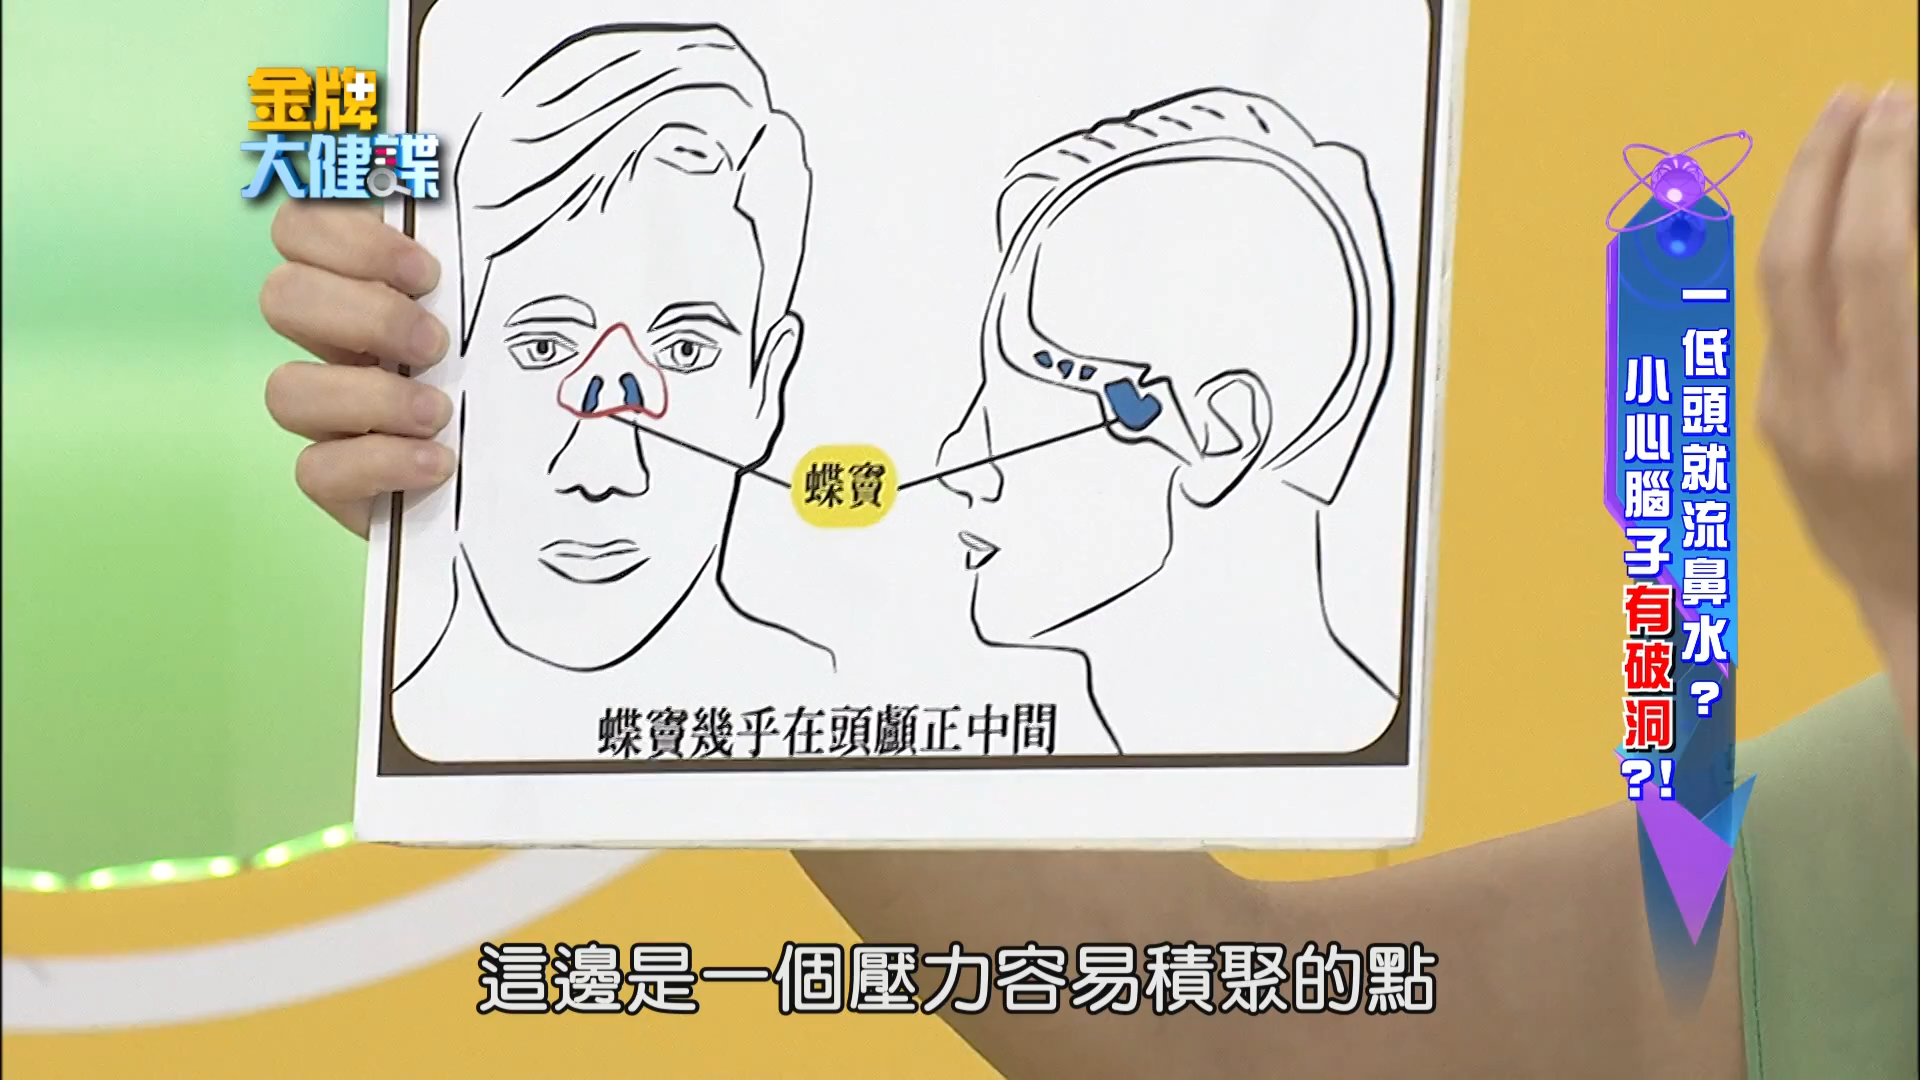 金牌
大健諜
一低頭就流鼻水？
小心腦子有破洞?!
蝶竇
蝶竇幾乎在頭顱正中間
這邊是一個壓力容易積聚的點